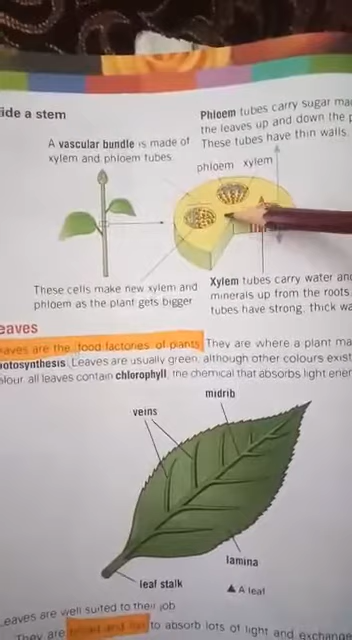 ide a stem
Phloem tubes carry sugar ma
the leaves up and down the p
These tubes have thin walls.
A vascular bundle is made of
xylem and phloem tubes.
phloem xylem
These cells make new xylem and
phloem as the plant gets bigger
Xylem tubes carry water and
minerals up from the roots.
tubes have strong, thick wa
eaves
eaves are the food factories of plants. They are where a plant ma
otosynthesis. Leaves are usually green, although other colours exist
olour, all leaves contain chlorophyll, the chemical that absorbs light ener
midrib
veins
lamina
leaf stalk
▲ A leaf
Leaves are well suited to their job
They are broad and to absorb lots of light and exchange